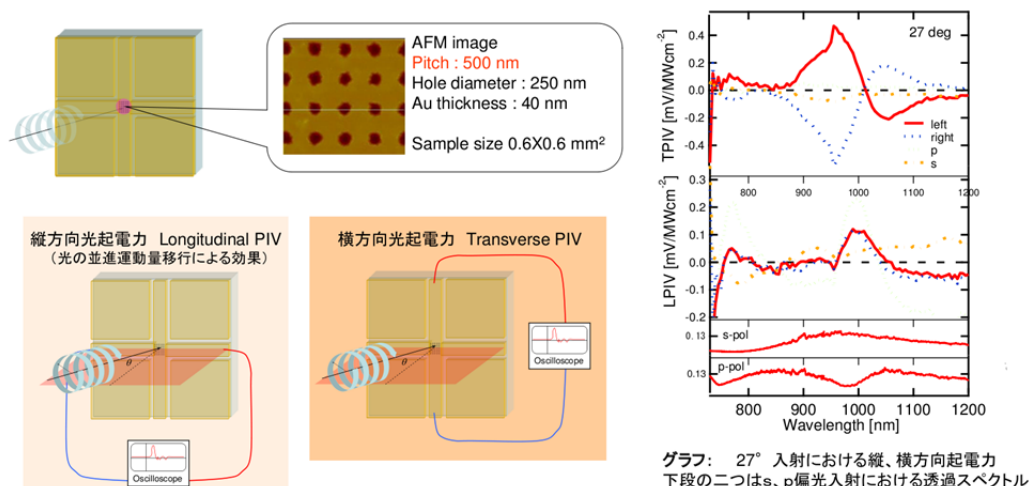 AFM image
Pitch : 500 nm
Hole diameter : 250 nm
Au thickness : 40 nm
Sample size 0.6X0.6 mm²
縦方向光起電力 Longitudinal PIV
(光の並進運動量移行による効果)
θ
Oscilloscope
横方向光起電力 Transverse PIV
θ
Oscilloscope
27 deg
TPIV [mV/MWcm⁻²]
0.4
0.2
0.0
-0.2
-0.4
left
right
p
s
800 900 1000 1100 1200
LPIV [mV/MWcm⁻²]
0.3
0.2
0.1
0.0
-0.1
-0.2
0.13
s-pol
0.13
p-pol
800 900 1000 1100 1200
Wavelength [nm]
グラフ: 27° 入射における縦、横方向起電力
下段の二つはs、p偏光入射における透過スペクトル